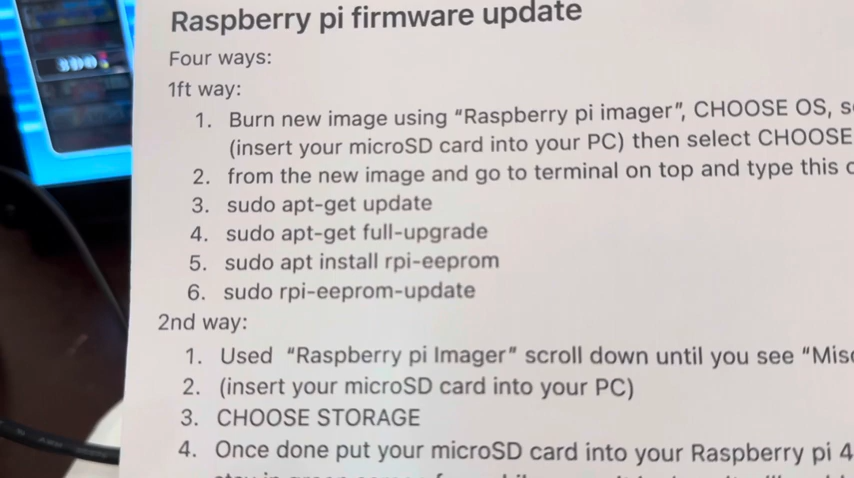 Raspberry pi firmware update
Four ways:
1ft way:
1. Burn new image using “Raspberry pi imager”, CHOOSE OS,
(insert your microSD card into your PC) then select CHOOSE
2. from the new image and go to terminal on top and type this
3. sudo apt-get update
4. sudo apt-get full-upgrade
5. sudo apt install rpi-eeprom
6. sudo rpi-eeprom-update
2nd way:
1. Used “Raspberry pi Imager” scroll down until you see
2. (insert your microSD card into your PC)
3. CHOOSE STORAGE
4. Once done put your microSD card into your Raspberry pi 4